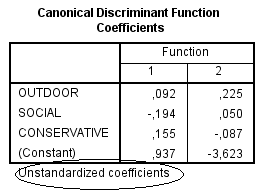 Canonical Discriminant Function
Coefficients
Function
1 2
OUTDOOR ,092 ,225
SOCIAL -,194 ,050
CONSERVATIVE ,155 -,087
(Constant) ,937 -3,623
Unstandardized coefficients